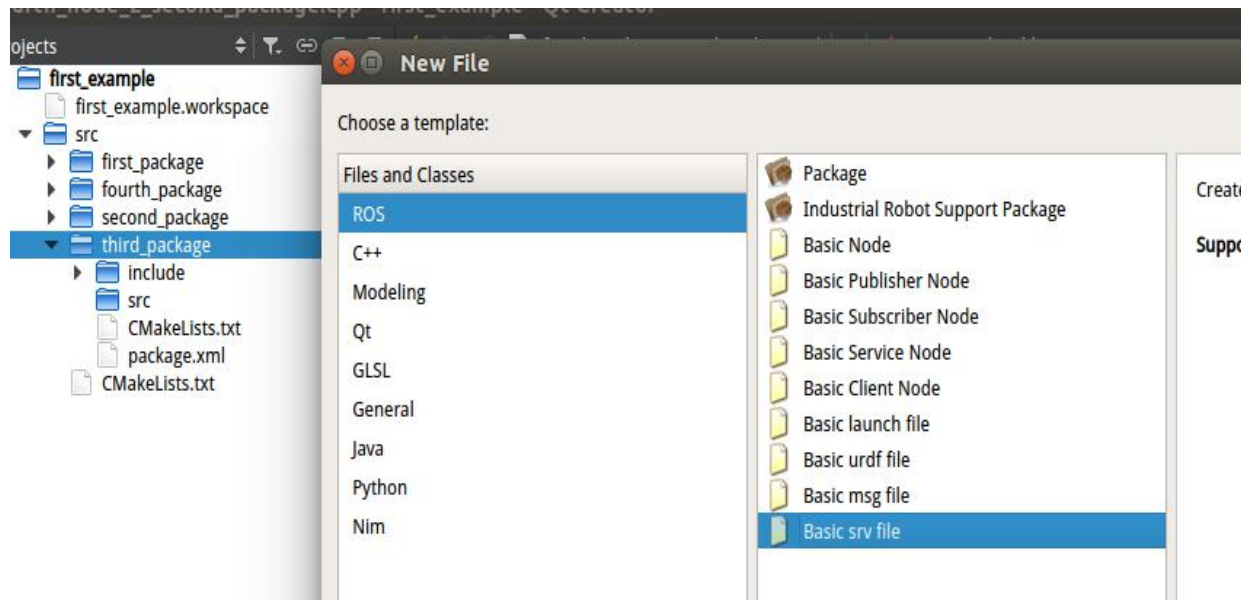 ojects
first_example
first_example.workspace
src
first_package
fourth_package
second_package
third_package
include
src
CMakeLists.txt
package.xml
CMakeLists.txt
New File
Choose a template:
Files and Classes
ROS
C++
Modeling
Qt
GLSL
General
Java
Python
Nim
Package
Industrial Robot Support Package
Basic Node
Basic Publisher Node
Basic Subscriber Node
Basic Service Node
Basic Client Node
Basic launch file
Basic urdf file
Basic msg file
Basic srv file
Create
Suppo